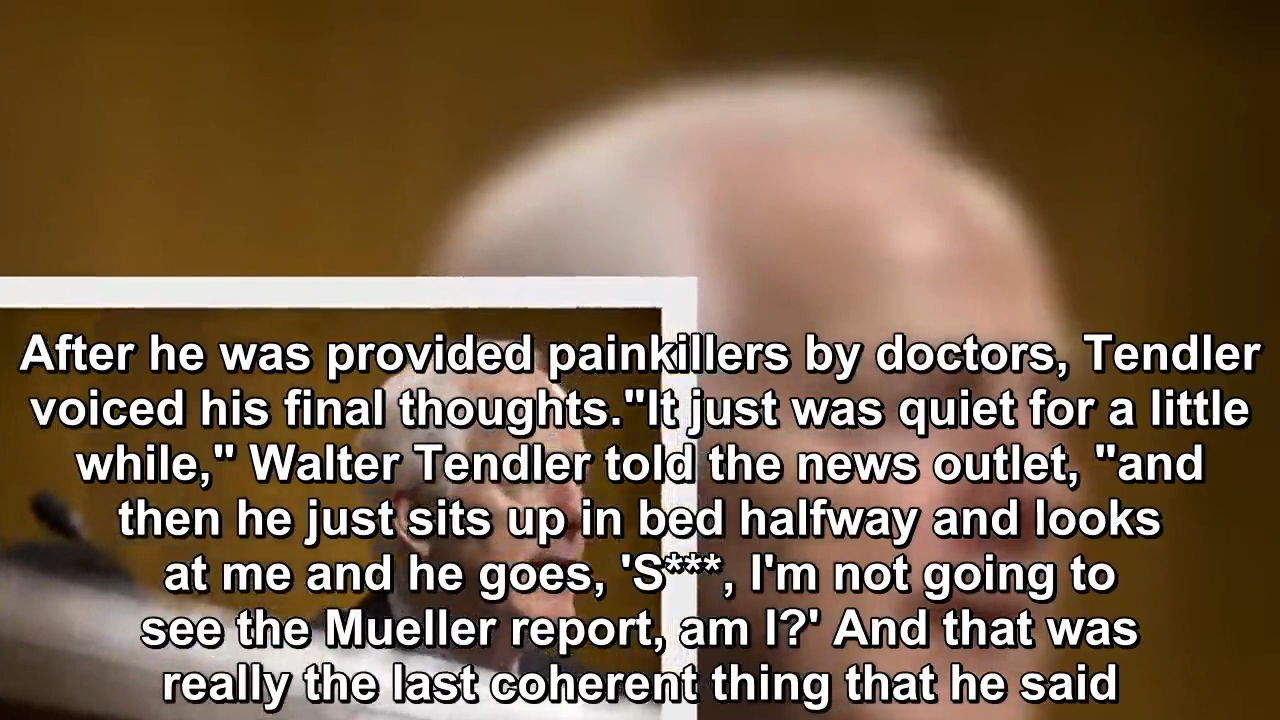 After he was provided painkillers by doctors, Tendler
voiced his final thoughts."It just was quiet for a little
while," Walter Tendler told the news outlet, "and
then he just sits up in bed halfway and looks
at me and he goes, 'S***, I'm not going to
see the Mueller report, am I?' And that was
really the last coherent thing that he said